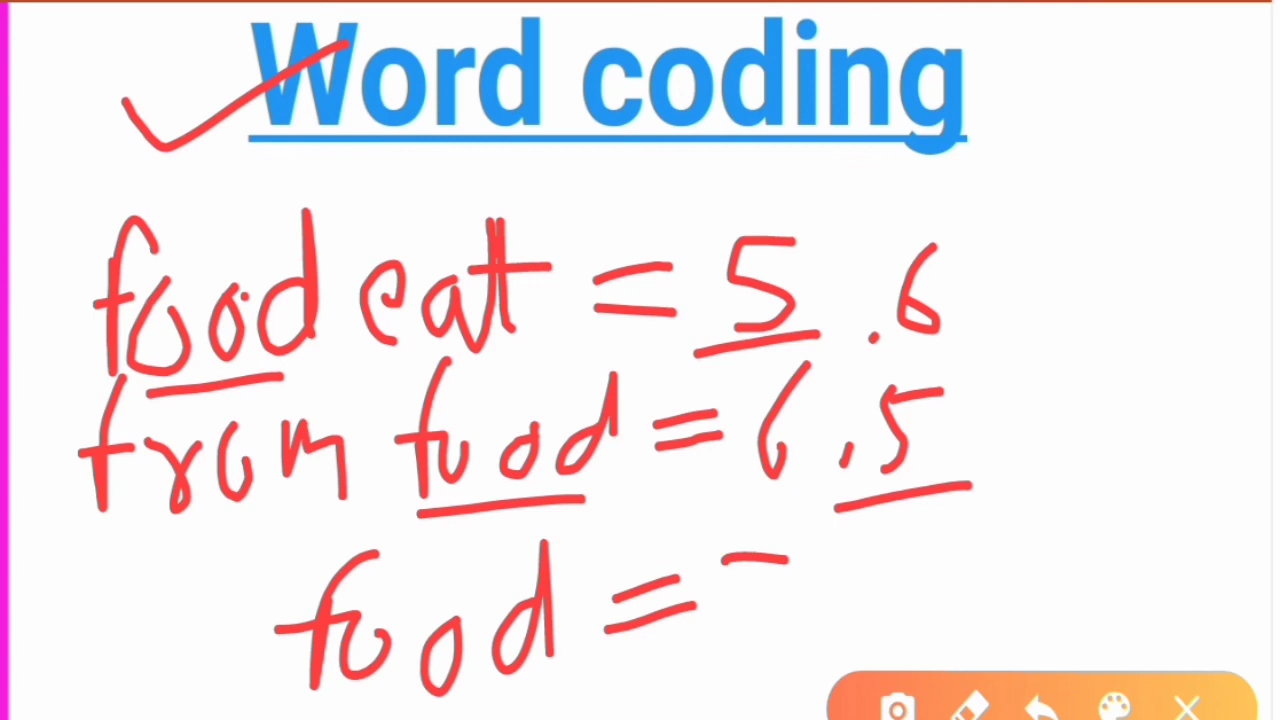 Word coding
food eat = 5.6
from food = 6.5
food =